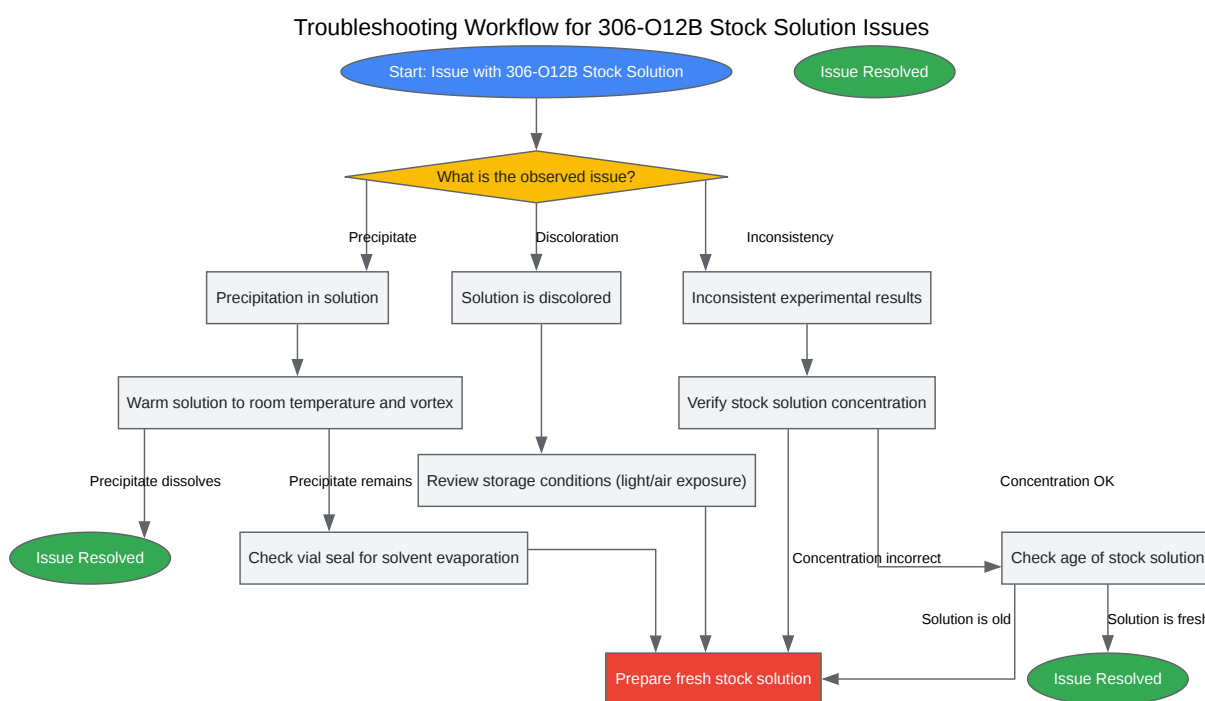 Troubleshooting Workflow for 306-O12B Stock Solution Issues
Start: Issue with 306-O12B Stock Solution
Issue Resolved
What is the observed issue?
Precipitate
Discoloration
Inconsistency
Precipitation in solution
Solution is discolored
Inconsistent experimental results
Warm solution to room temperature and vortex
Verify stock solution concentration
Precipitate dissolves
Precipitate remains
Review storage conditions (light/air exposure)
Concentration OK
Issue Resolved
Check vial seal for solvent evaporation
Concentration incorrect
Check age of stock solution
Solution is old
Solution is fresh
Prepare fresh stock solution
Issue Resolved